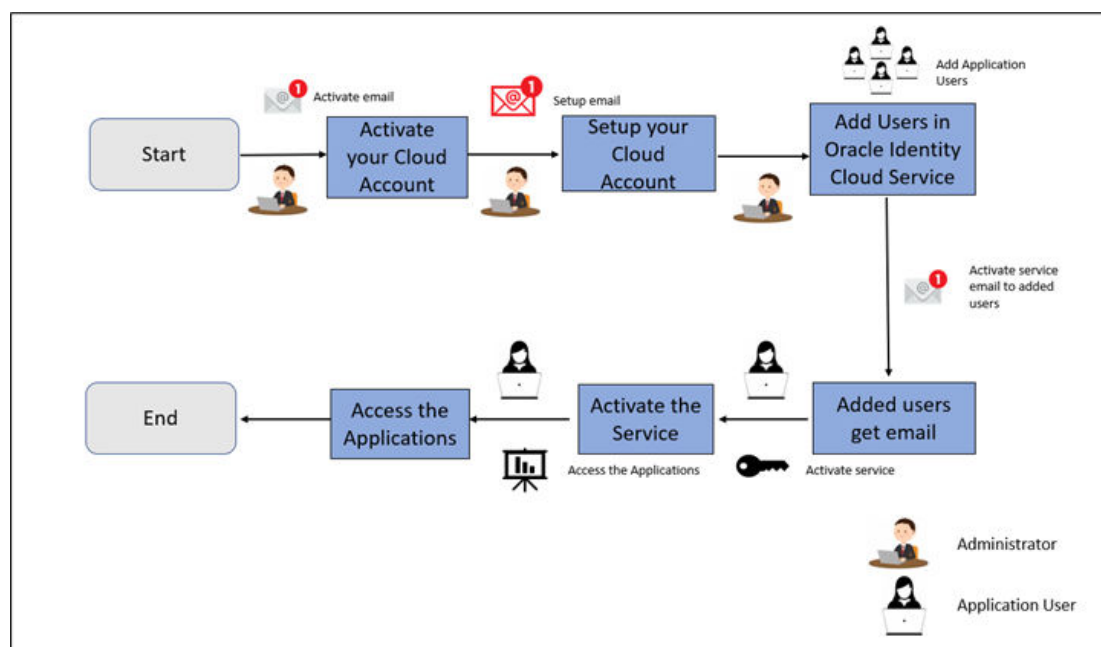 Add Application
Users
Activate email
Setup email
Start
Activate
your Cloud
Account
Setup your
Cloud
Account
Add Users in
Oracle Identity
Cloud Service
Activate service
email to added
users
End
Access the
Applications
Activate the
Service
Added users
get email
Access the Applications
Activate service
Administrator
Application User